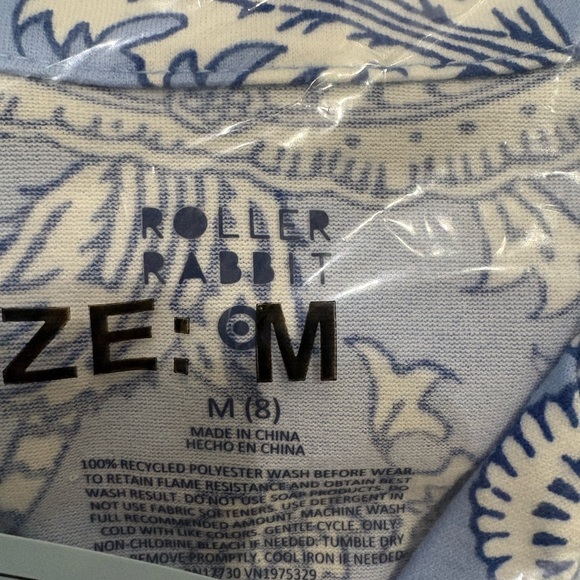 ROLLER
RABBIT
ZE: M
M (8)
MADE IN CHINA
HECHO EN CHINA
100% RECYCLED POLYESTER WASH BEFORE WEAR.
TO RETAIN FLAME RESISTANCE AND OBTAIN BEST
WASH RESULT. DO NOT USE SOAP PRODUCTS. DO
NOT USE FABRIC SOFTENERS. USE DETERGENT IN
FULL RECOMMENDED AMOUNT. MACHINE WASH
COLD WITH LIKE COLORS. GENTLE CYCLE. ONLY
NON-CHLORINE BLEACH IF NEEDED. TUMBLE DRY
REMOVE PROMPTLY. COOL IRON IF NEEDED
17730 VN1975329